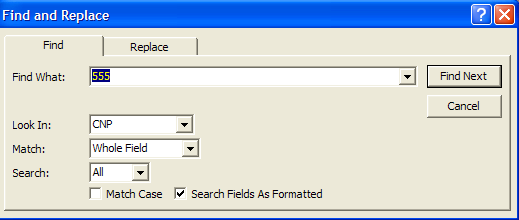 Find and Replace
Find Replace
Find What: 555 Find Next
Cancel
Look In: CNP
Match: Whole Field
Search: All
Match Case Search Fields As Formatted